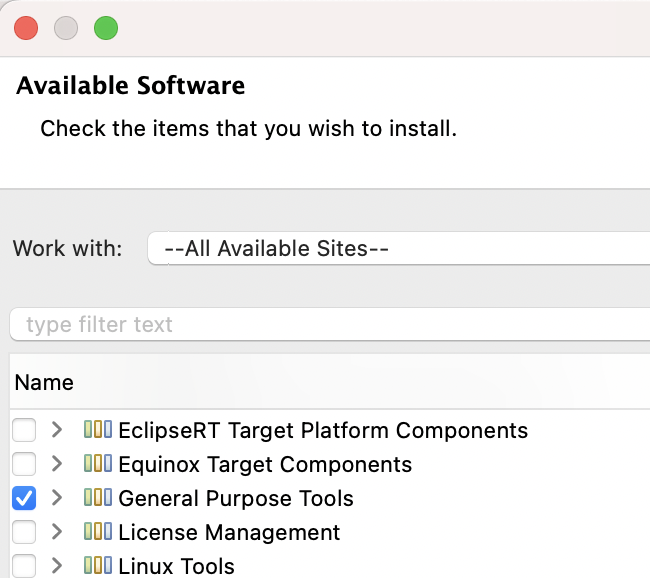 Available Software
Check the items that you wish to install.
Work with: --All Available Sites--
type filter text
Name
EclipseRT Target Platform Components
Equinox Target Components
General Purpose Tools
License Management
Linux Tools